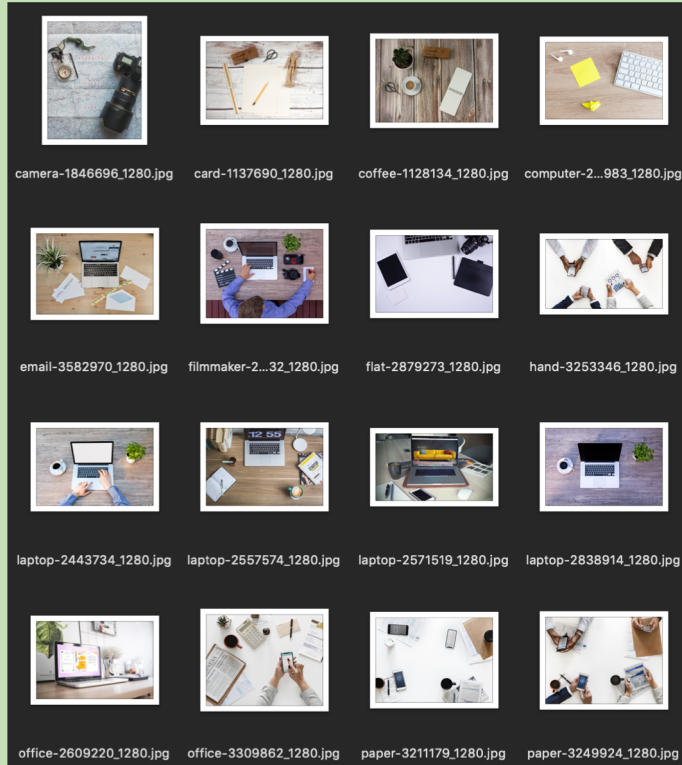 camera-1846696_1280.jpg
card-1137690_1280.jpg
coffee-1128134_1280.jpg
computer-2...983_1280.jpg
email-3582970_1280.jpg
filmmaker-2...32_1280.jpg
flat-2879273_1280.jpg
hand-3253346_1280.jpg
12 55
laptop-2443734_1280.jpg
laptop-2557574_1280.jpg
laptop-2571519_1280.jpg
laptop-2838914_1280.jpg
office-2609220_1280.jpg
office-3309862_1280.jpg
paper-3211179_1280.jpg
paper-3249924_1280.jpg